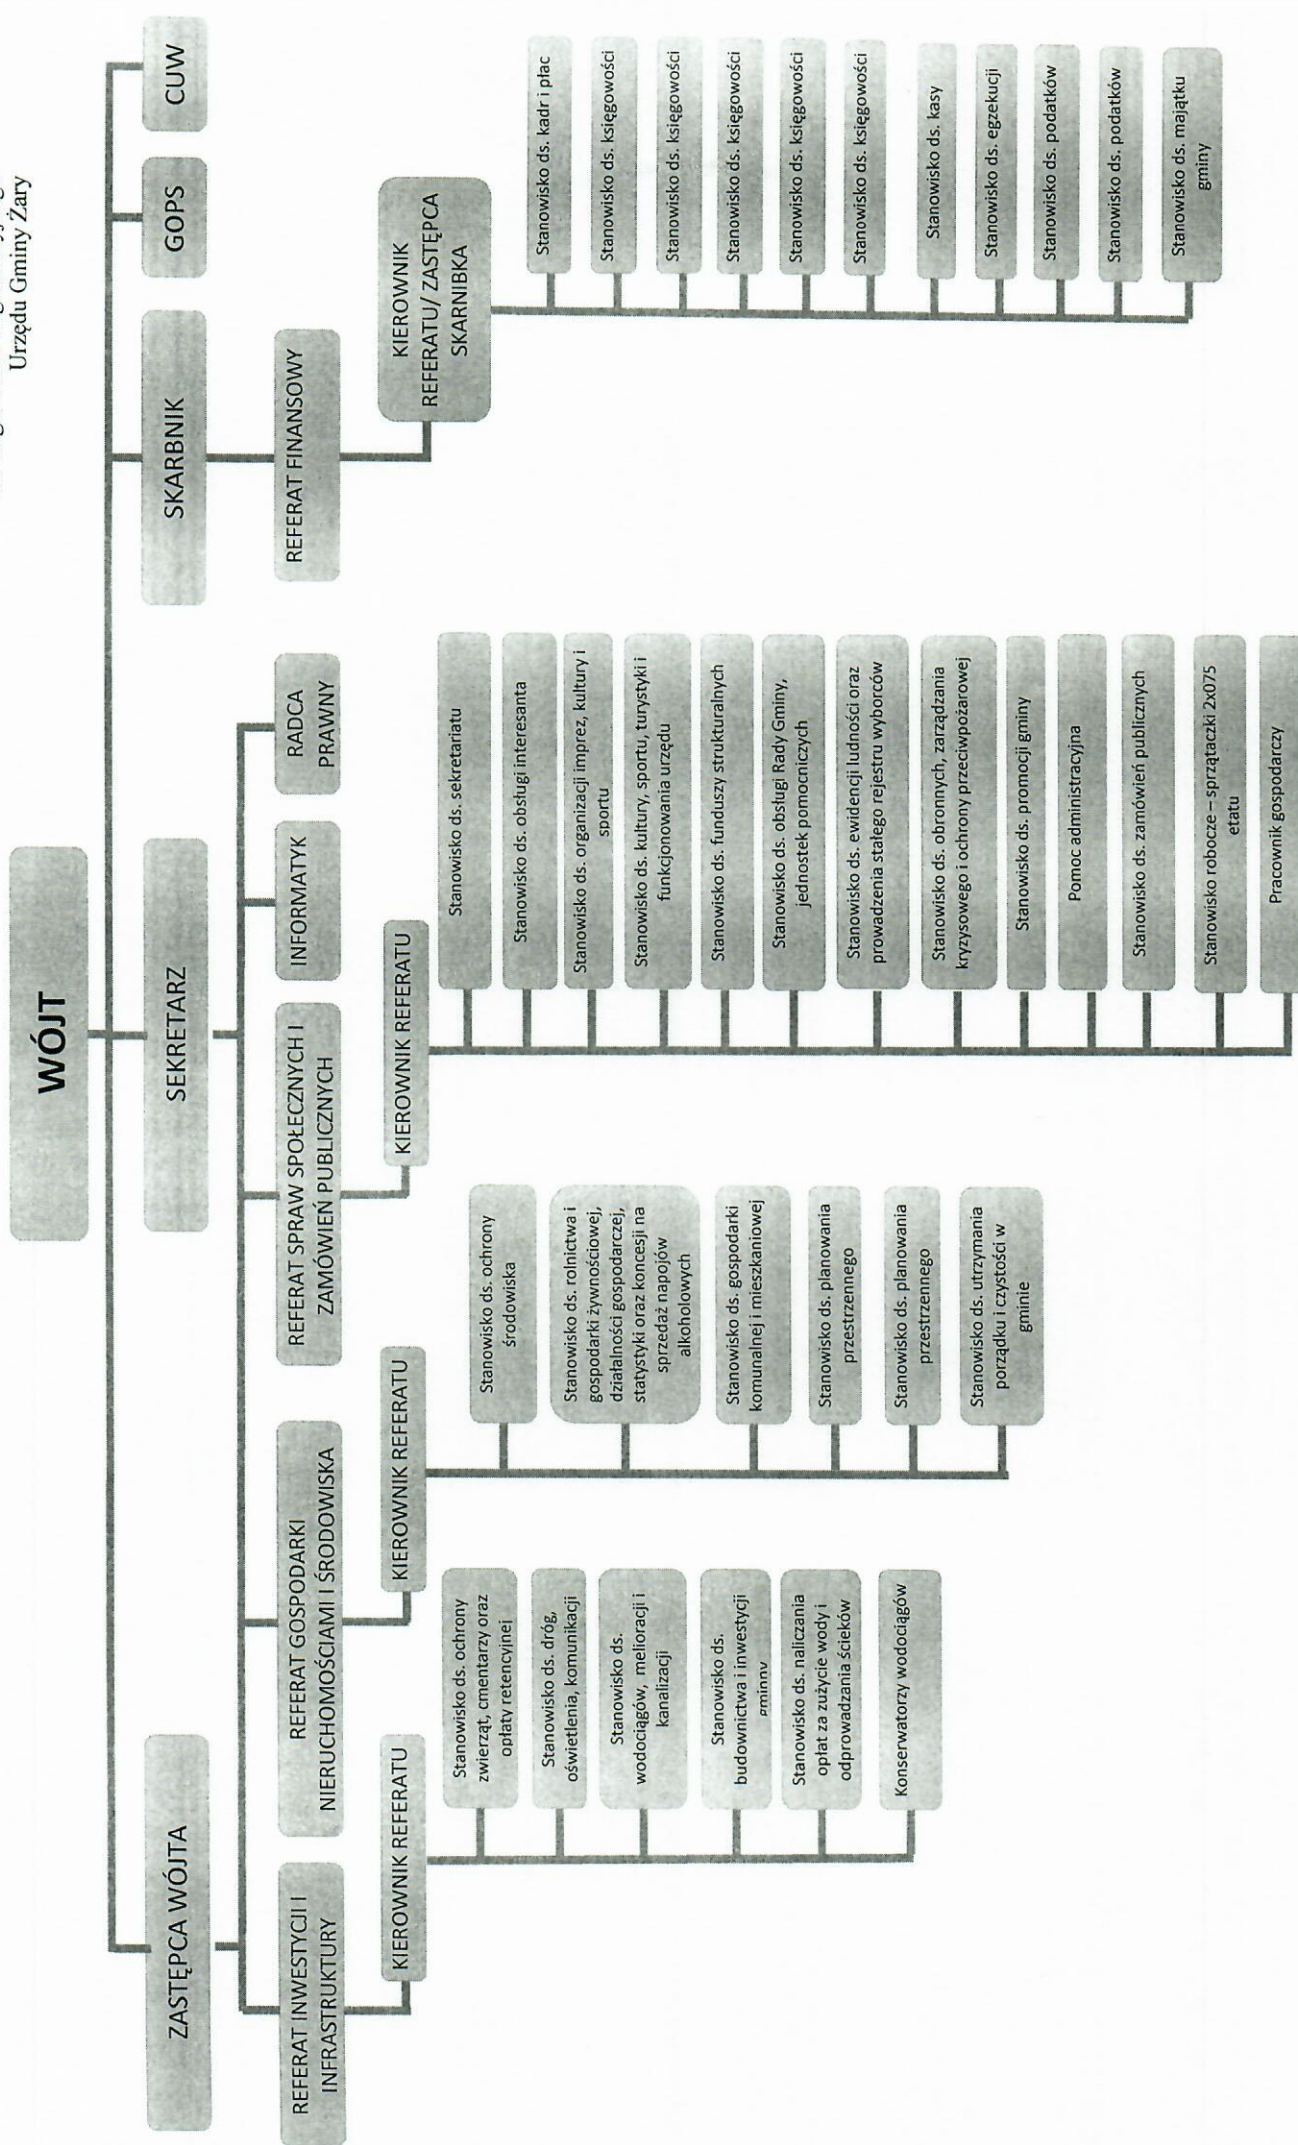 Urzędu Gminy Żary
WÓJT
ZASTĘPCA WÓJTA
SEKRETARZ
SKARBNIK
GOPS
CUW
REFERAT INWESTYCJI I
INFRASTRUKTURY
REFERAT GOSPODARKI
NIERUCHOMOŚCIAMI I ŚRODOWISKA
REFERAT SPRAW SPOŁECZNYCH I
ZAMÓWIEŃ PUBLICZNYCH
INFORMATYK
RADCA
PRAWNY
REFERAT FINANSOWY
KIEROWNIK REFERATU
Stanowisko ds. ochrony
zwierząt, cmentarzy oraz
opłaty retencyjnej
Stanowisko ds. dróg,
oświetlenia, komunikacji
Stanowisko ds.
wodociągów, melioracji i
kanalizacji
Stanowisko ds.
budownictwa i inwestycji
gminny
Stanowisko ds. naliczania
opłat za zużycie wody i
odprowadzania ścieków
Konserwatorzy wodociągów
KIEROWNIK REFERATU
Stanowisko ds. ochrony
środowiska
Stanowisko ds. rolnictwa i
gospodarki żywnościowej,
działalności gospodarczej,
statystyki oraz koncesji na
sprzedaż napojów
alkoholowych
Stanowisko ds. gospodarki
komunalnej i mieszkaniowej
Stanowisko ds. planowania
przestrzennego
Stanowisko ds. planowania
przestrzennego
Stanowisko ds. utrzymania
porządku i czystości w
gminie
KIEROWNIK REFERATU
Stanowisko ds. sekretariatu
Stanowisko ds. obsługi interesanta
Stanowisko ds. organizacji imprez, kultury i
sportu
Stanowisko ds. kultury, sportu, turystyki i
funkcjonowania urzędu
Stanowisko ds. funduszy strukturalnych
Stanowisko ds. obsługi Rady Gminy,
jednostek pomocniczych
Stanowisko ds. ewidencji ludności oraz
prowadzenia stałego rejestru wyborców
Stanowisko ds. obronnych, zarządzania
kryzysowego i ochrony przeciwpożarowej
Stanowisko ds. promocji gminy
Pomoc administracyjna
Stanowisko ds. zamówień publicznych
Stanowisko robocze – sprzątaczki 2x075
etatu
Pracownik gospodarczy
KIEROWNIK
REFERATU/ ZASTĘPCA
SKARNIBKA
Stanowisko ds. kadr i płac
Stanowisko ds. księgowości
Stanowisko ds. księgowości
Stanowisko ds. księgowości
Stanowisko ds. księgowości
Stanowisko ds. księgowości
Stanowisko ds. kasy
Stanowisko ds. egzekucji
Stanowisko ds. podatków
Stanowisko ds. podatków
Stanowisko ds. majątku
gminy